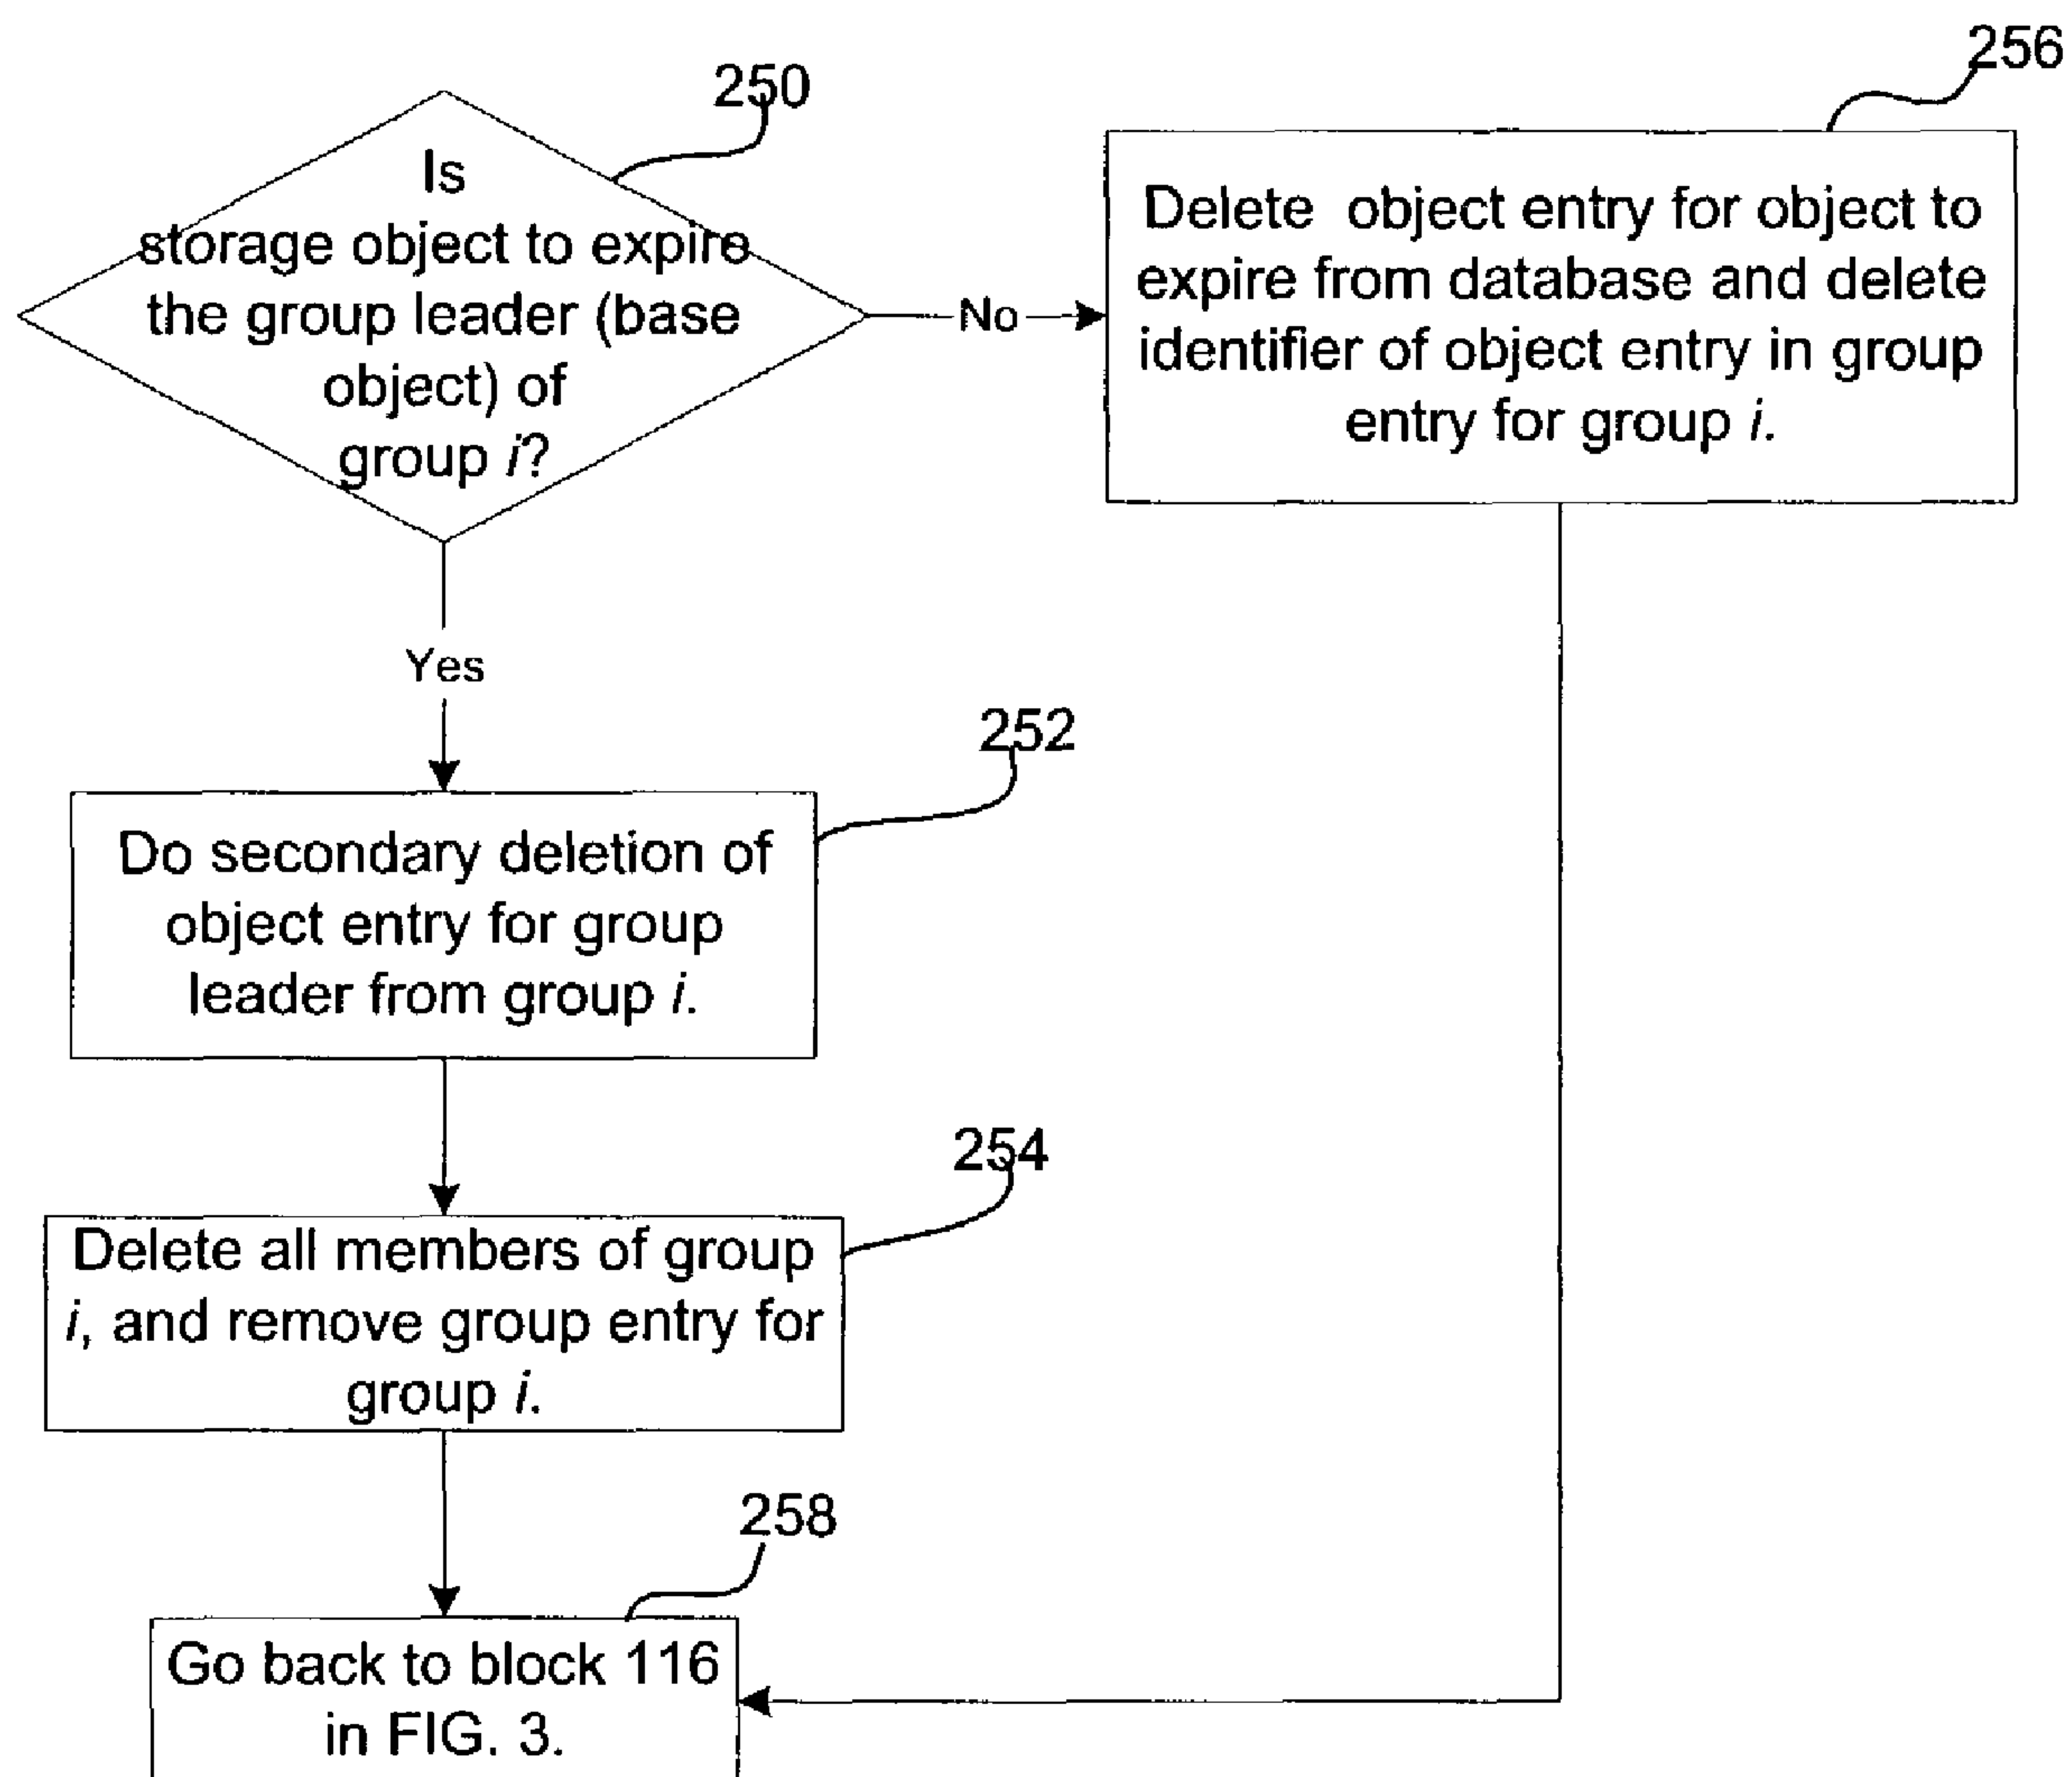 250
Is
storage object to expire
the group leader (base
object) of
group i?
No
256
Delete object entry for object to
expire from database and delete
identifier of object entry in group
entry for group i.
Yes
252
Do secondary deletion of
object entry for group
leader from group i.
254
Delete all members of group
i, and remove group entry for
group i.
258
Go back to block 116
in FIG. 3.